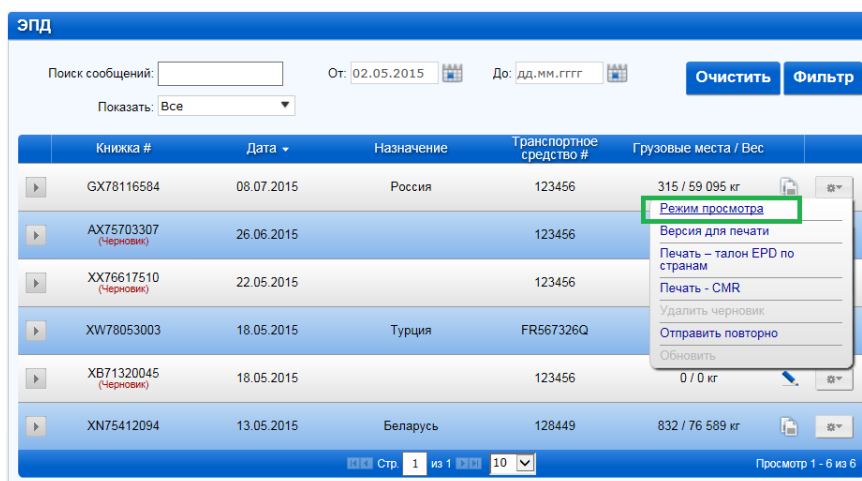 ЭПД
Поиск сообщений: От: 02.05.2015 До: дд.мм.гггг Очистить Фильтр
Показать: Все
Книжка # Дата Назначение Транспортное средство # Грузовые места / Вес
GX78116584 08.07.2015 Россия 123456 315 / 59 095 кг
Режим просмотра
AX75703307 26.06.2015 123456
(Черновик)
Версия для печати
Печать – талон EPD по
странам
XX76617510 22.05.2015 123456
(Черновик)
Печать - CMR
Удалить черновик
XW78053003 18.05.2015 Турция FR567326Q
Отправить повторно
Обновить
XB71320045 18.05.2015 123456 0 / 0 кг
(Черновик)
XN75412094 13.05.2015 Беларусь 128449 832 / 76 589 кг
Стр. 1 из 1 10 Просмотр 1 - 6 из 6